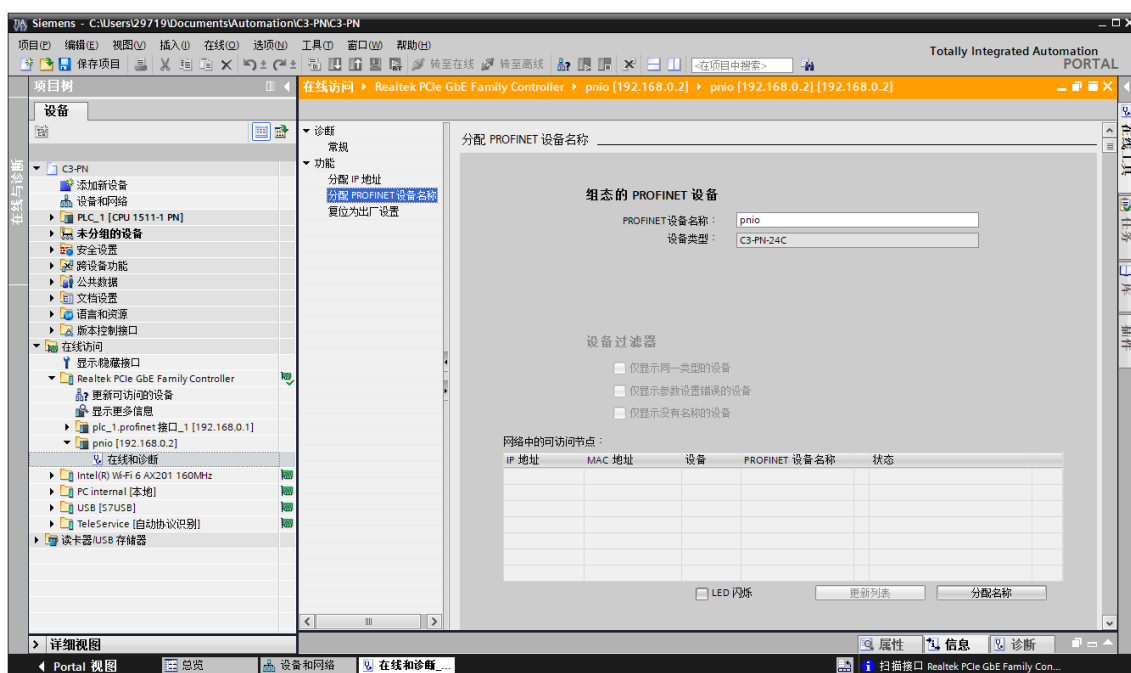 Siemens - C:\Users\29719\Documents\Automation\C3-PN\C3-PN
项目(P) 编辑(E) 视图(V) 插入(I) 在线(O) 选项(N) 工具(T) 窗口(W) 帮助(H)
Totally Integrated Automation
PORTAL
保存项目 转至在线 转至离线 <在项目中搜索>
项目树
在线访问 ▸ Realtek PCIe GbE Family Controller ▸ pnio [192.168.0.2] ▸ pnio [192.168.0.2] [192.168.0.2]
设备
在线与诊断
C3-PN
添加新设备
设备和网络
PLC_1 [CPU 1511-1 PN]
未分组的设备
安全设置
跨设备功能
公共数据
文档设置
语言和资源
版本控制接口
在线访问
显示/隐藏接口
Realtek PCIe GbE Family Controller
更新可访问的设备
显示更多信息
plc_1.profinet 接口_1 [192.168.0.1]
pnio [192.168.0.2]
在线和诊断
Intel(R) Wi-Fi 6 AX201 160MHz
PC internal [本地]
USB [S7USB]
TeleService [自动协议识别]
读卡器/USB 存储器
诊断
常规
功能
分配 IP 地址
分配 PROFINET 设备名称
复位为出厂设置
分配 PROFINET 设备名称
组态的 PROFINET 设备
PROFINET设备名称： pnio
设备类型： C3-PN-24C
设备过滤器
仅显示同一类型的设备
仅显示参数设置错误的设备
仅显示没有名称的设备
网络中的可访问节点：
IP 地址 MAC 地址 设备 PROFINET 设备名称 状态
LED 闪烁 更新列表 分配名称
在线工具
任务
库
插件
详细视图
属性 信息 诊断
Portal 视图 总览 设备和网络 在线和诊断_... 扫描接口 Realtek PCIe GbE Family Con...